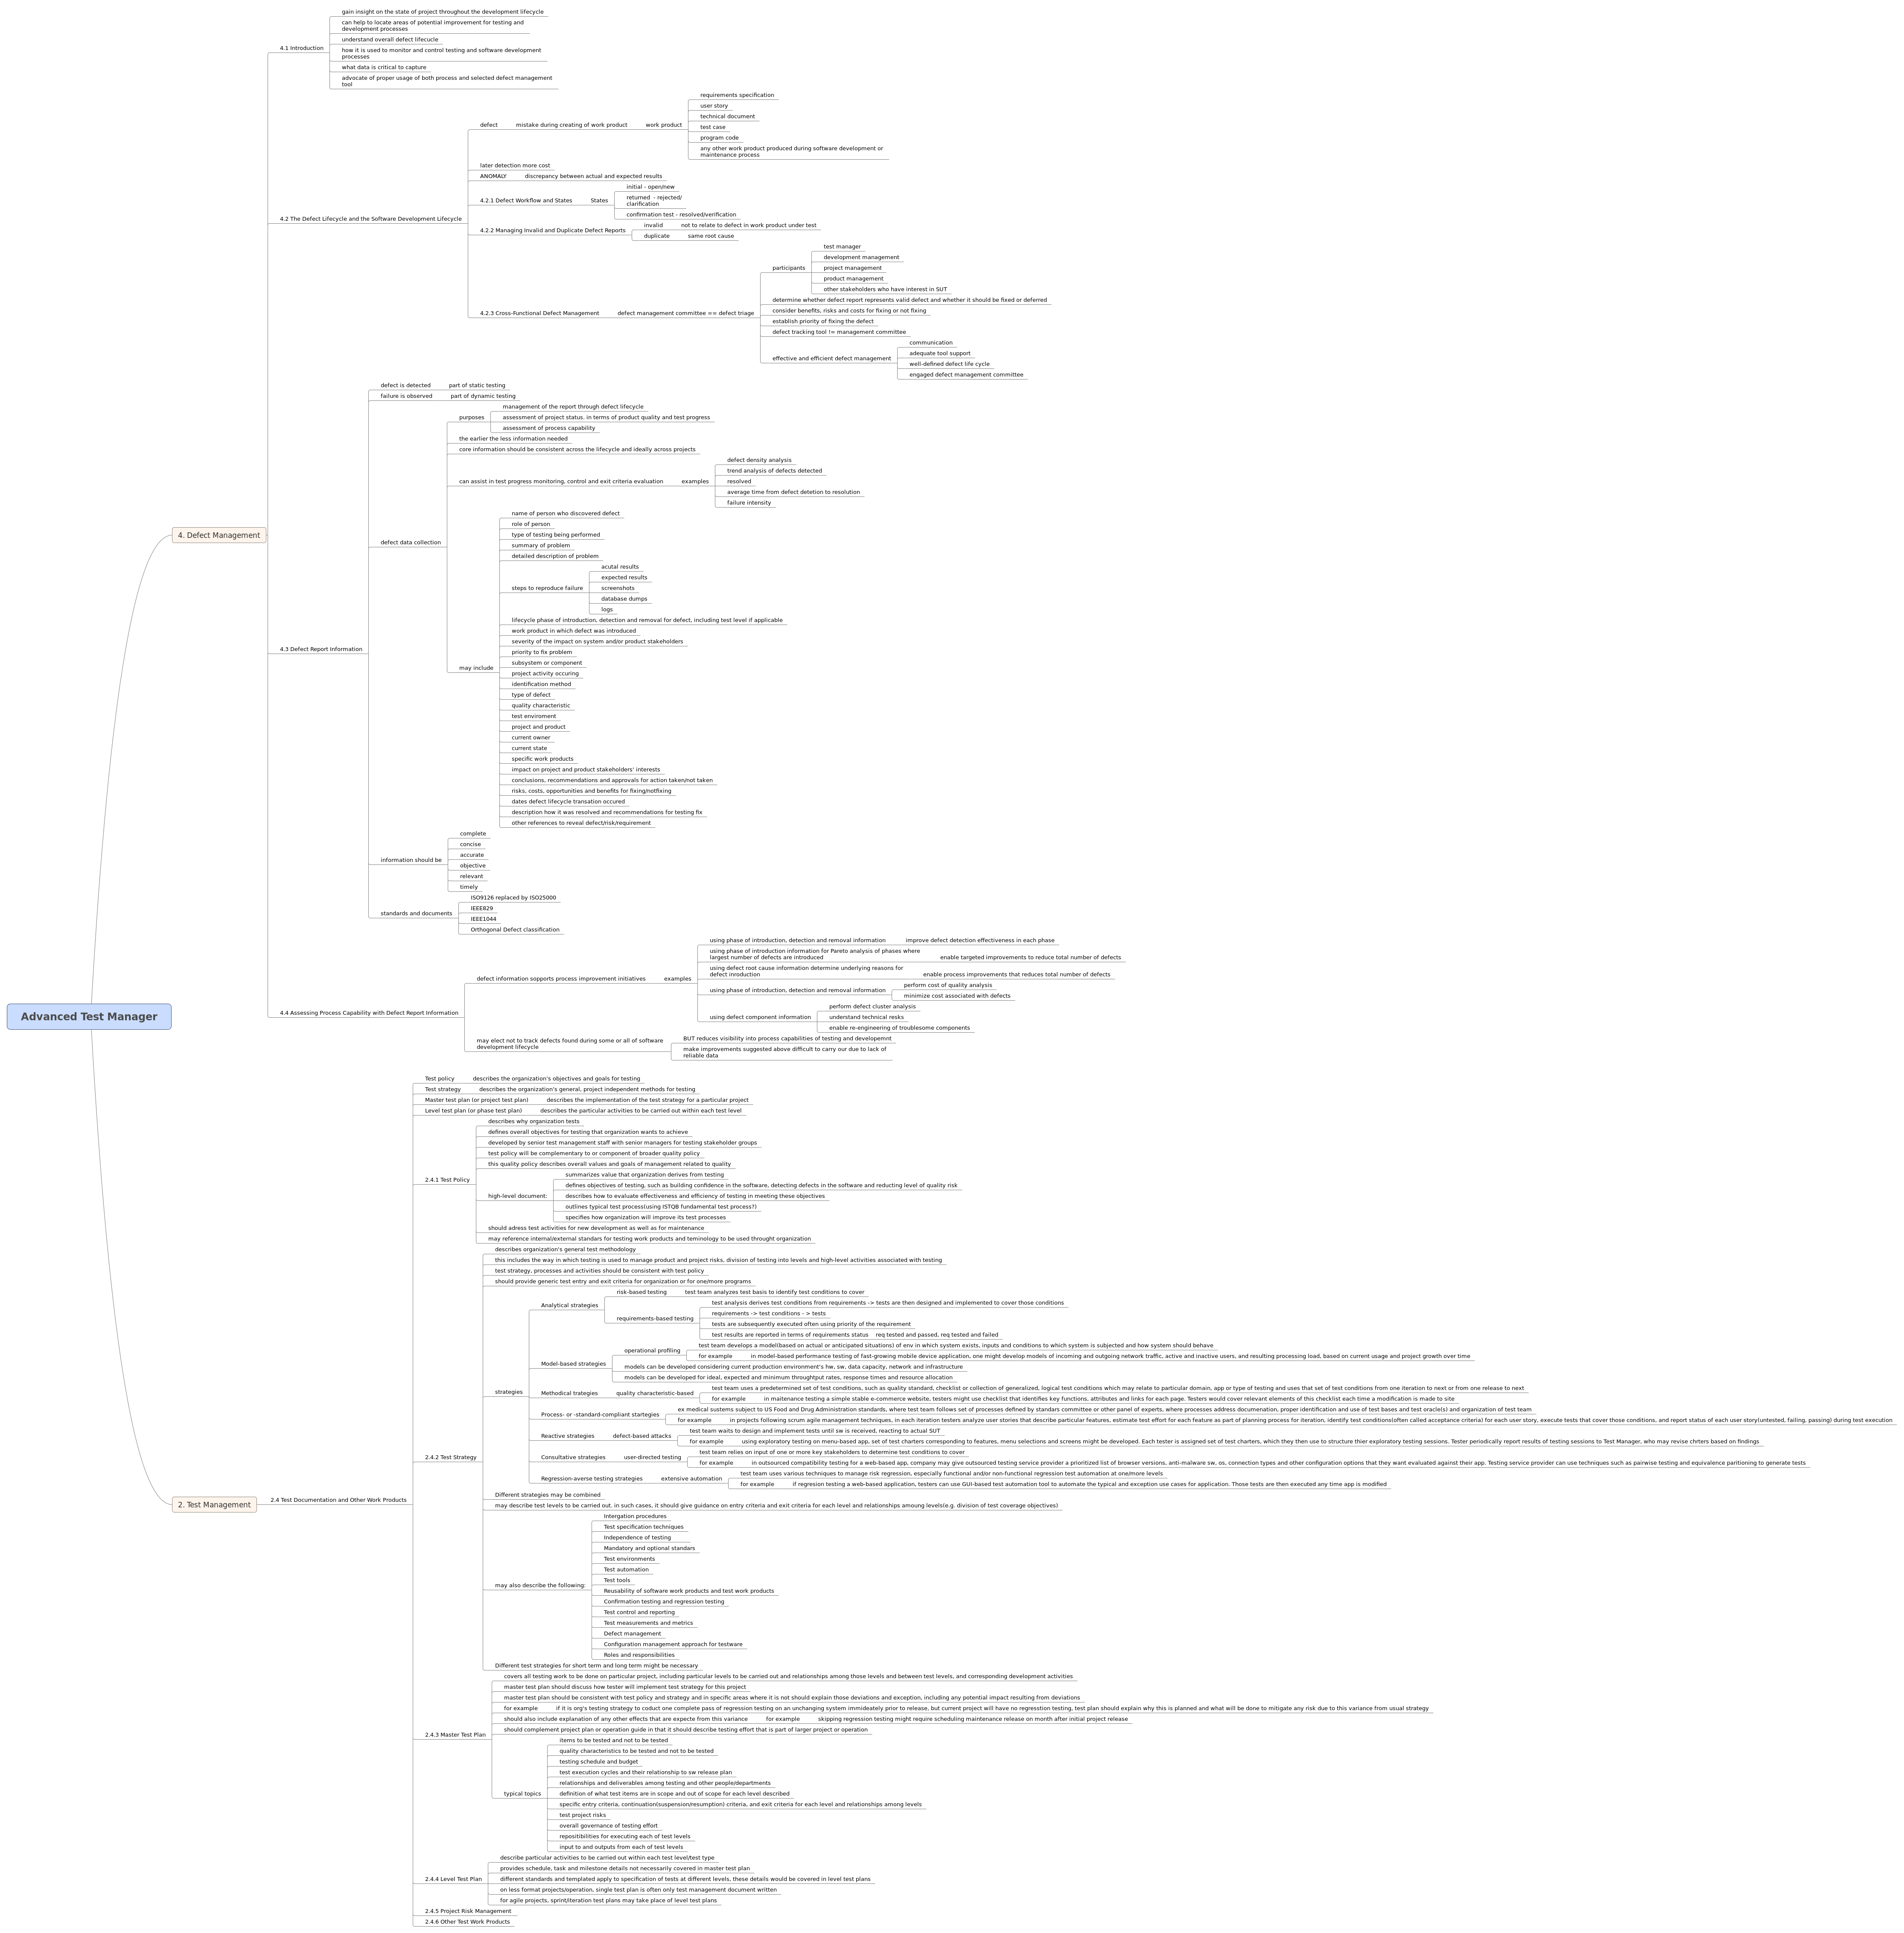 gain insight on the state of project throughout the development lifecycle
can help to locate areas of potential improvement for testing and
development processes
understand overall defect lifecucle
4.1 Introduction
how it is used to monitor and control testing and software development
processes
what data is critical to capture
advocate of proper usage of both process and selected defect management
tool
requirements specification
user story
technical document
defect mistake during creating of work product work product
test case
program code
any other work product produced during software development or
maintenance process
later detection more cost
ANOMALY discrepancy between actual and expected results
initial - open/new
4.2.1 Defect Workflow and States States
returned - rejected/
clarification
confirmation test - resolved/verification
4.2 The Defect Lifecycle and the Software Development Lifecycle
4.2.2 Managing Invalid and Duplicate Defect Reports
invalid not to relate to defect in work product under test
duplicate same root cause
participants
test manager
development management
project management
product management
other stakeholders who have interest in SUT
determine whether defect report represents valid defect and whether it should be fixed or deferred
4.2.3 Cross-Functional Defect Management defect management committee == defect triage
consider benefits, risks and costs for fixing or not fixing
establish priority of fixing the defect
defect tracking tool != management committee
effective and efficient defect management
communication
adequate tool support
well-defined defect life cycle
engaged defect management committee
4. Defect Management
4.3 Defect Report Information
defect is detected part of static testing
failure is observed part of dynamic testing
defect data collection
purposes
management of the report through defect lifecycle
assessment of project status, in terms of product quality and test progress
assessment of process capability
the earlier the less information needed
core information should be consistent across the lifecycle and ideally across projects
can assist in test progress monitoring, control and exit criteria evaluation examples
defect density analysis
trend analysis of defects detected
resolved
average time from defect detetion to resolution
failure intensity
may include
name of person who discovered defect
role of person
type of testing being performed
summary of problem
detailed description of problem
steps to reproduce failure
acutal results
expected results
screenshots
database dumps
logs
lifecycle phase of introduction, detection and removal for defect, including test level if applicable
work product in which defect was introduced
severity of the impact on system and/or product stakeholders
priority to fix problem
subsystem or component
project activity occuring
identification method
type of defect
quality characteristic
test enviroment
project and product
current owner
current state
specific work products
impact on project and product stakeholders' interests
conclusions, recommendations and approvals for action taken/not taken
risks, costs, opportunities and benefits for fixing/notfixing
dates defect lifecycle transation occured
description how it was resolved and recommendations for testing fix
other references to reveal defect/risk/requirement
information should be
complete
concise
accurate
objective
relevant
timely
standards and documents
ISO9126 replaced by ISO25000
IEEE829
IEEE1044
Orthogonal Defect classification
4.4 Assessing Process Capability with Defect Report Information
defect information supports process improvement initiatives examples
using phase of introduction, detection and removal information improve defect detection effectiveness in each phase
using phase of introduction information for Pareto analysis of phases where
largest number of defects are introduced enable targeted improvements to reduce total number of defects
using defect root cause information determine underlying reasons for
defect inroduction enable process improvements that reduces total number of defects
using phase of introduction, detection and removal information
perform cost of quality analysis
minimize cost associated with defects
using defect component information
perform defect cluster analysis
understand technical resks
enable re-engineering of troublesome components
may elect not to track defects found during some or all of software
development lifecycle
BUT reduces visibility into process capabilities of testing and developemnt
make improvements suggested above difficult to carry our due to lack of
reliable data
Advanced Test Manager
2. Test Management
2.4 Test Documentation and Other Work Products
Test policy describes the organization's objectives and goals for testing
Test strategy describes the organization's general, project independent methods for testing
Master test plan (or project test plan) describes the implementation of the test strategy for a particular project
Level test plan (or phase test plan) describes the particular activities to be carried out within each test level
2.4.1 Test Policy
describes why organization tests
defines overall objectives for testing that organization wants to achieve
developed by senior test management staff with senior managers for testing stakeholder groups
test policy will be complementary to or component of broader quality policy
this quality policy describes overall values and goals of management related to quality
high-level document:
summarizes value that organization derives from testing
defines objectives of testing, such as building confidence in the software, detecting defects in the software and reducting level of quality risk
describes how to evaluate effectiveness and efficiency of testing in meeting these objectives
outlines typical test process(using ISTQB fundamental test process?)
specifies how organization will improve its test processes
should adress test activities for new development as well as for maintenance
may reference internal/external standars for testing work products and teminology to be used throught organization
2.4.2 Test Strategy
describes organization's general test methodology
this includes the way in which testing is used to manage product and project risks, division of testing into levels and high-level activities associated with testing
test strategy, processes and activities should be consistent with test policy
should provide generic test entry and exit criteria for organization or for one/more programs
strategies
Analytical strategies
risk-based testing test team analyzes test basis to identify test conditions to cover
requirements-based testing
test analysis derives test conditions from requirements -> tests are then designed and implemented to cover those conditions
requirements -> test conditions - > tests
tests are subsequently executed often using priority of the requirement
test results are reported in terms of requirements status req tested and passed, req tested and failed
Model-based strategies
operational profiling
test team develops a model(based on actual or anticipated situations) of env in which system exists, inputs and conditions to which system is subjected and how system should behave
for example in model-based performance testing of fast-growing mobile device application, one might develop models of incoming and outgoing network traffic, active and inactive users, and resulting processing load, based on current usage and project growth over time
models can be developed considering current production environment's hw, sw, data capacity, network and infrastructure
models can be developed for ideal, expected and minimum throughtput rates, response times and resource allocation
Methodical trategies quality characteristic-based
test team uses a predetermined set of test conditions, such as quality standard, checklist or collection of generalized, logical test conditions which may relate to particular domain, app or type of testing and uses that set of test conditions from one iteration to next or from one release to next
for example in maitenance testing a simple stable e-commerce website, testers might use checklist that identifies key functions, attributes and links for each page. Testers would cover relevant elements of this checklist each time a modification is made to site
Process- or -standard-compliant startegies
ex medical sustems subject to US Food and Drug Administration standards, where test team follows set of processes defined by standars committee or other panel of experts, where processes address documenation, proper identification and use of test bases and test oracle(s) and organization of test team
for example in projects following scrum agile management techniques, in each iteration testers analyze user stories that describe particular features, estimate test effort for each feature as part of planning process for iteration, identify test conditions(often called acceptance criteria) for each user story, execute tests that cover those conditions, and report status of each user story(untested, failing, passing) during test execution
Reactive strategies defect-based attacks
test team waits to design and implement tests until sw is received, reacting to actual SUT
for example using exploratory testing on menu-based app, set of test charters corresponding to features, menu selections and screens might be developed. Each tester is assigned set of test charters, which they then use to structure thier exploratory testing sessions. Tester periodically report results of testing sessions to Test Manager, who may revise chrters based on findings
Consultative strategies user-directed testing
test team relies on input of one or more key stakeholders to determine test conditions to cover
for example in outsourced compatibility testing for a web-based app, company may give outsourced testing service provider a prioritized list of browser versions, anti-malware sw, os, connection types and other configuration options that they want evaluated against their app. Testing service provider can use techniques such as pairwise testing and equivalence paritioning to generate tests
Regression-averse testing strategies extensive automation
test team uses various techniques to manage risk regression, especially functional and/or non-functional regression test automation at one/more levels
for example if regresion testing a web-based application, testers can use GUI-based test automation tool to automate the typical and exception use cases for application. Those tests are then executed any time app is modified
Different strategies may be combined
may describe test levels to be carried out, in such cases, it should give guidance on entry criteria and exit criteria for each level and relationships among levels(e.g. division of test coverage objectives)
may also describe the following:
Intergation procedures
Test specification techniques
Independence of testing
Mandatory and optional standars
Test environments
Test automation
Test tools
Reusability of software work products and test work products
Confirmation testing and regression testing
Test control and reporting
Test measurements and metrics
Defect management
Configuration management approach for testware
Roles and responsibilities
Different test strategies for short term and long term might be necessary
2.4.3 Master Test Plan
covers all testing work to be done on particular project, including particular levels to be carried out and relationships among those levels and between test levels, and corresponding development activities
master test plan should discuss how tester will implement test strategy for this project
master test plan should be consistent with test policy and strategy and in specific areas where it is not should explain those deviations and exception, including any potential impact resulting from deviations
for example if it is org's testing strategy to coduct one complete pass of regression testing on an unchanging system immideately prior to release, but current project will have no regresstion testing, test plan should explain why this is planned and what will be done to mitigate any risk due to this variance from usual strategy
should also include explanation of any other effects that are expecte from this variance for example skipping regression testing might require scheduling maintenance release on month after initial project release
should complement project plan or operation guide in that it should describe testing effort that is part of larger project or operation
typical topics
items to be tested and not to be tested
quality characteristics to be tested and not to be tested
testing schedule and budget
test execution cycles and their relationship to sw release plan
relationships and deliverables among testing and other people/departments
definition of what test items are in scope and out of scope for each level described
specific entry criteria, continuation(suspension/resumption) criteria, and exit criteria for each level and relationships among levels
test project risks
overall governance of testing effort
repositibilities for executing each of test levels
input to and outputs from each of test levels
2.4.4 Level Test Plan
describe particular activities to be carried out within each test level/test type
provides schedule, task and milestone details not necessarily covered in master test plan
different standards and templated apply to specification of tests at different levels, these details would be covered in level test plans
on less format projects/operation, single test plan is often only test management document written
for agile projects, sprint/iteration test plans may take place of level test plans
2.4.5 Project Risk Management
2.4.6 Other Test Work Products